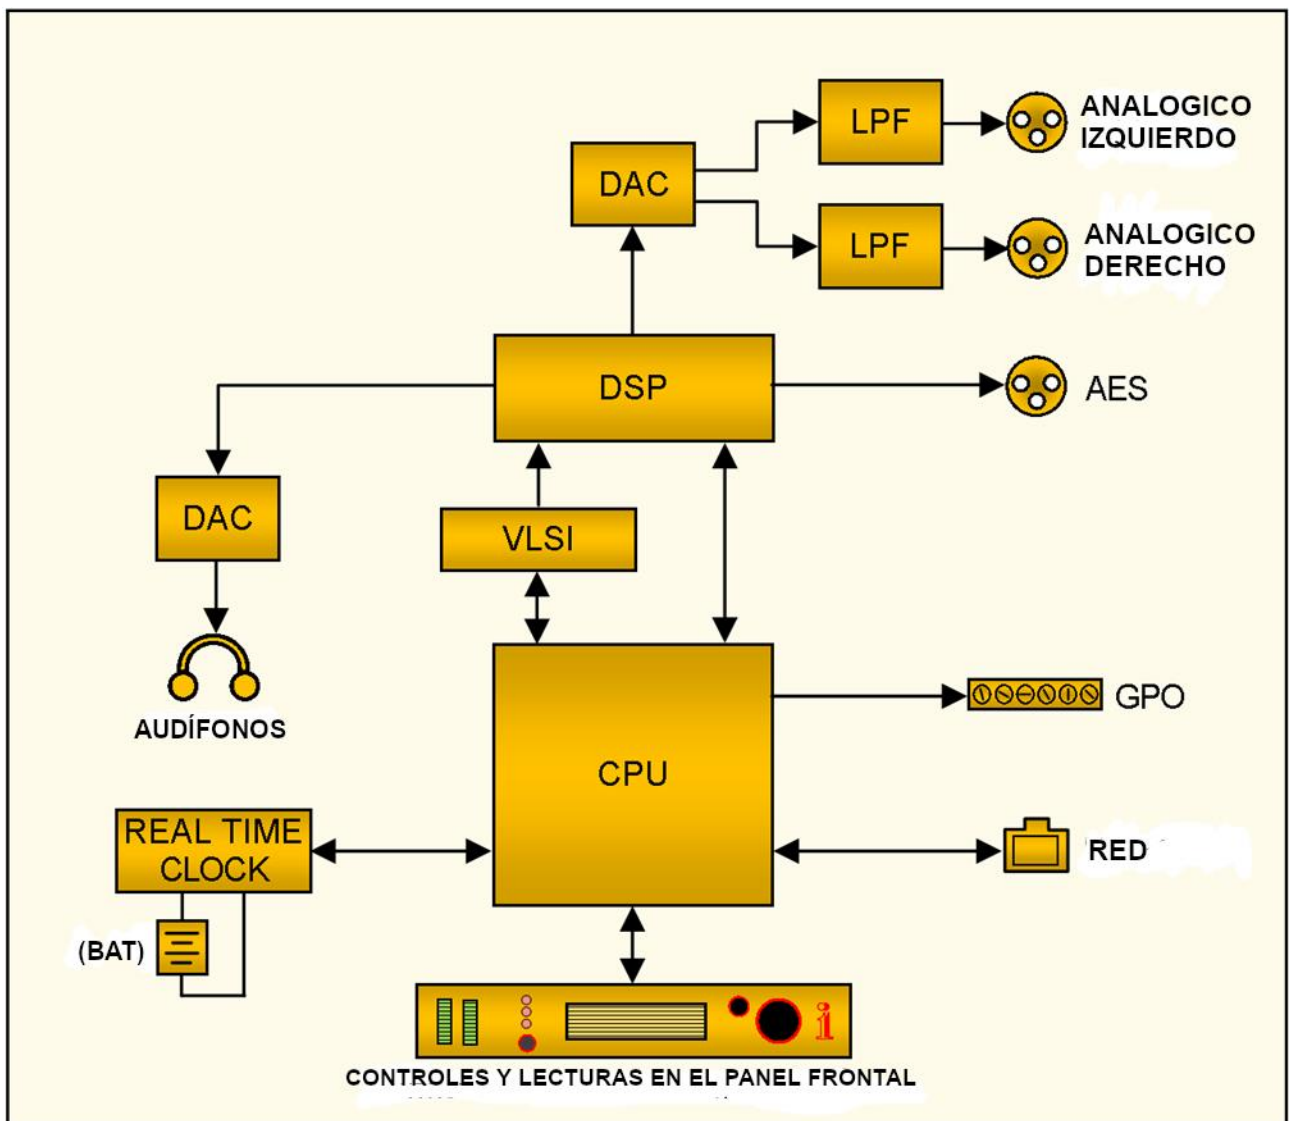 LPF
ANALOGICO
IZQUIERDO
DAC
LPF
ANALOGICO
DERECHO
DSP
AES
DAC
VLSI
AUDÍFONOS
GPO
CPU
REAL TIME
CLOCK
RED
(BAT)
i
CONTROLES Y LECTURAS EN EL PANEL FRONTAL